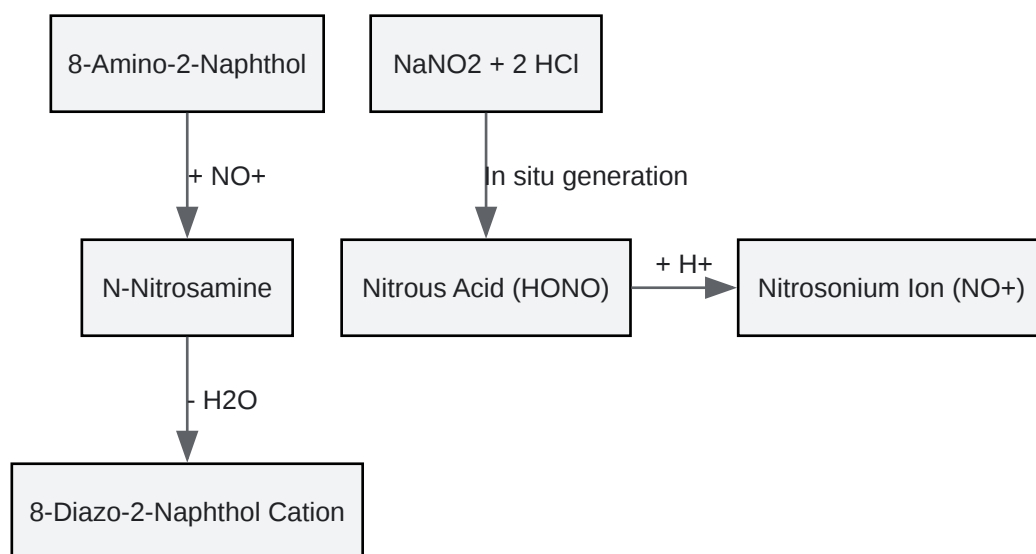 8-Amino-2-Naphthol
NaNO2 + 2 HCl
+ NO+
In situ generation
N-Nitrosamine
Nitrous Acid (HONO)
+ H+
Nitrosonium Ion (NO+)
- H2O
8-Diazo-2-Naphthol Cation